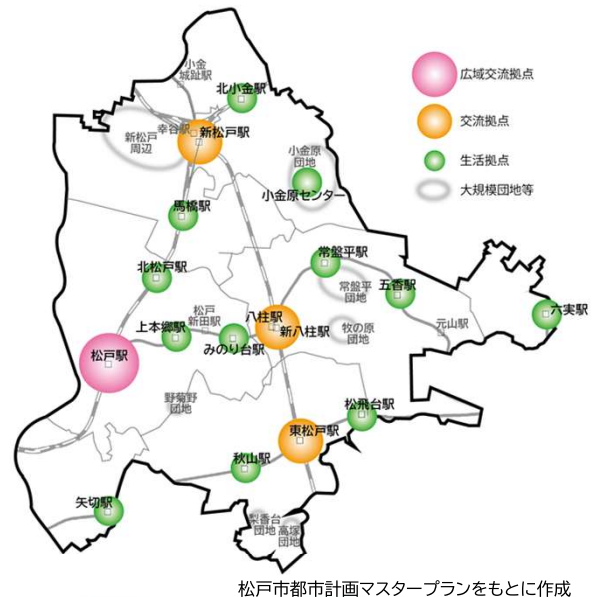 小金
城趾駅
北小金駅
広域交流拠点
幸谷駅
新松戸駅
交流拠点
新松戸
周辺
小金原
団地
生活拠点
小金原センター
大規模団地等
馬橋駅
常盤平駅
北松戸駅
常盤平
団地
五香駅
松戸
新田駅
八柱駅
六実駅
上本郷駅
新八柱駅
牧の原
団地
元山駅
みのり台駅
松戸駅
野菊野
団地
松飛台駅
東松戸駅
秋山駅
矢切駅
梨香台
団地
高塚
団地
松戸市都市計画マスタープランをもとに作成